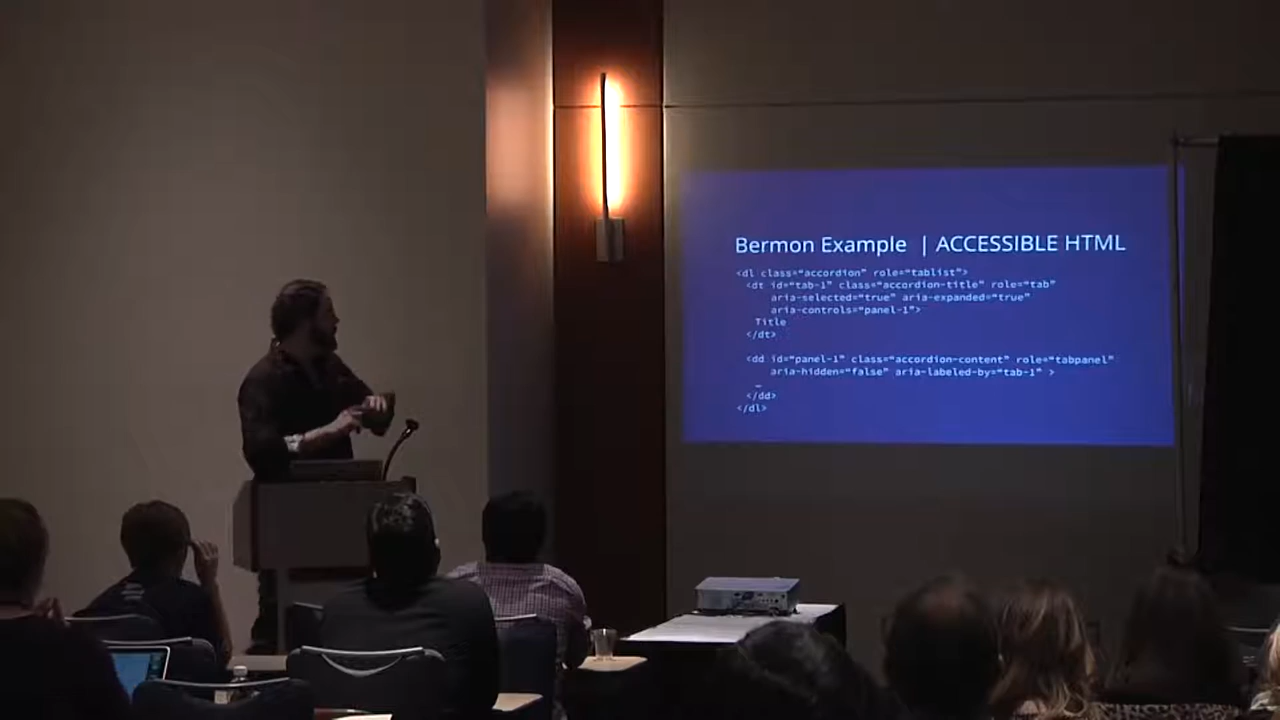 Bermon Example | ACCESSIBLE HTML
<dl class="accordion" role="tablist">
<dt id="tab-1" class="accordion-title" role="tab"
aria-selected="true" aria-expanded="true"
aria-controls="panel-1">
Title
</dt>
<dd id="panel-1" class="accordion-content" role="tabpanel"
aria-hidden="false" aria-labeled-by="tab-1" >
…
</dd>
</dl>